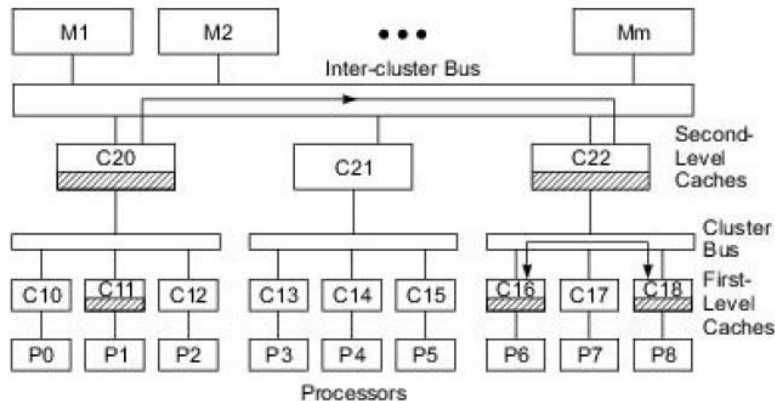 M1 M2 ••• Mm
Inter-cluster Bus
C20 C21 C22 Second-
Level
Caches
Cluster
Bus
C10 C11 C12 C13 C14 C15 C16 C17 C18 First-
Level
Caches
P0 P1 P2 P3 P4 P5 P6 P7 P8
Processors